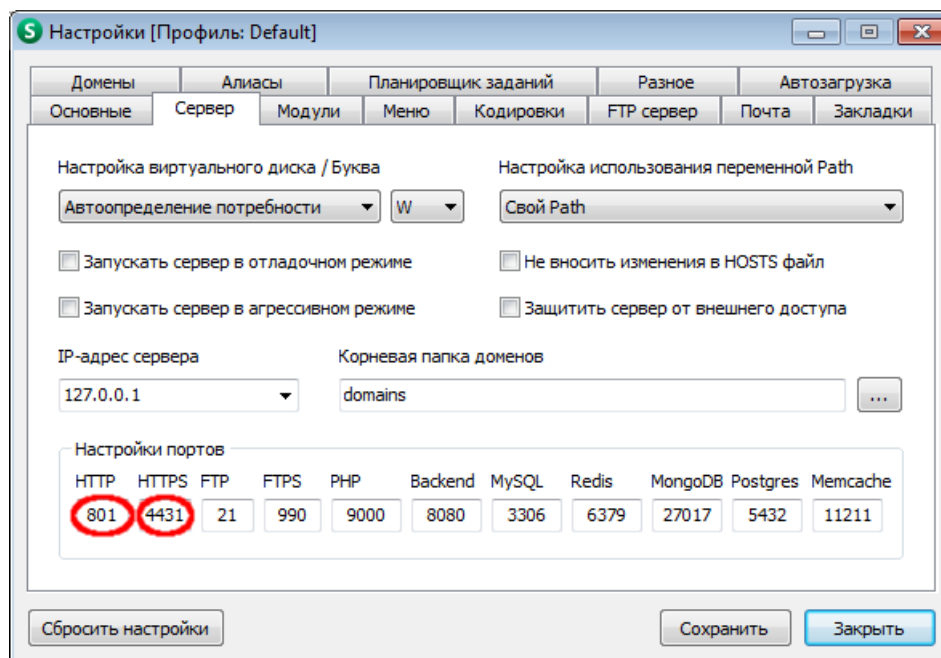 S Настройки [Профиль: Default]
Домены Алиасы Планировщик заданий Разное Автозагрузка
Основные Сервер Модули Меню Кодировки FTP сервер Почта Закладки
Настройка виртуального диска / Буква Настройка использования переменной Path
Автоопределение потребности W Свой Path
Запускать сервер в отладочном режиме Не вносить изменения в HOSTS файл
Запускать сервер в агрессивном режиме Защитить сервер от внешнего доступа
IP-адрес сервера Корневая папка доменов
127.0.0.1 domains ...
Настройки портов
HTTP HTTPS FTP FTPS PHP Backend MySQL Redis MongoDB Postgres Memcache
801 4431 21 990 9000 8080 3306 6379 27017 5432 11211
Сбросить настройки Сохранить Закрыть